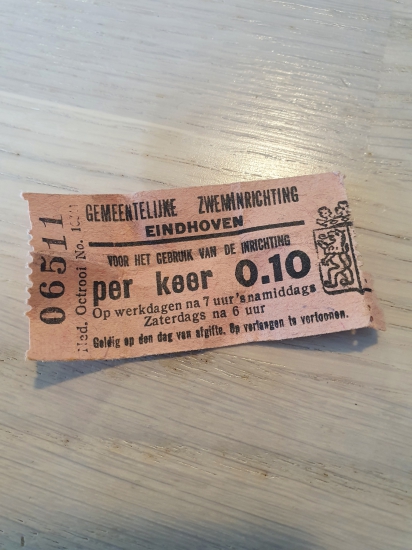 06511
Ned. Octrooi No.
GEMEENTELIJKE ZWEMINRICHTING
EINDHOVEN
VOOR HET GEBRUIK VAN DE INRICHTING
per keer 0.10
Op werkdagen na 7 uur 'snamiddags
Zaterdags na 6 uur
Geldig op den dag van afgifte. Op verlangen te vertoonen.